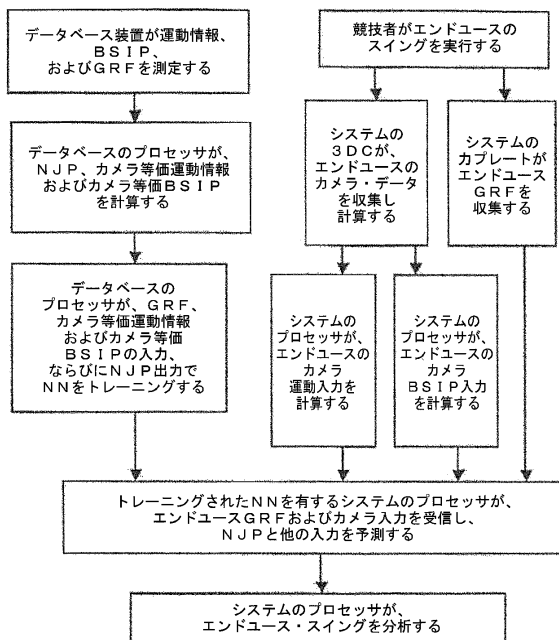 データベース装置が運動情報、
ＢＳＩＰ、
およびＧＲＦを測定する
データベースのプロセッサが、
ＮＪＰ、カメラ等価運動情報
およびカメラ等価ＢＳＩＰ
を計算する
データベースの
プロセッサが、ＧＲＦ、
カメラ等価運動情報
およびカメラ等価
ＢＳＩＰの入力、
ならびにＮＪＰ出力で
ＮＮをトレーニングする
競技者がエンドユースの
スイングを実行する
システムの
３ＤＣが、
エンドユースの
カメラ・データ
を収集し
計算する
システムの
力プレートが
エンドユース
ＧＲＦを
収集する
システムの
プロセッサが、
エンドユースの
カメラ
運動入力を
計算する
システムの
プロセッサが、
エンドユースの
カメラ
ＢＳＩＰ入力
を計算する
トレーニングされたＮＮを有するシステムのプロセッサが、
エンドユースＧＲＦおよびカメラ入力を受信し、
ＮＪＰと他の入力を予測する
システムのプロセッサが、
エンドユース・スイングを分析する